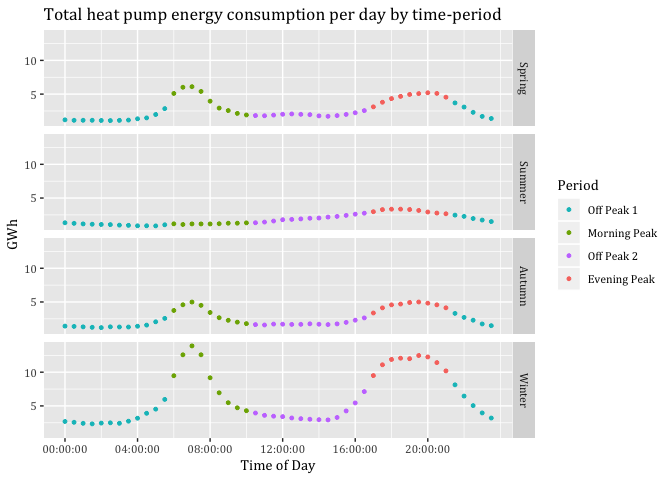 Total heat pump energy consumption per day by time-period
GWh
10
5
Spring
10
5
Summer
10
5
Autumn
10
5
Winter
00:00:00 04:00:00 08:00:00 12:00:00 16:00:00 20:00:00
Time of Day
Period
Off Peak 1
Morning Peak
Off Peak 2
Evening Peak